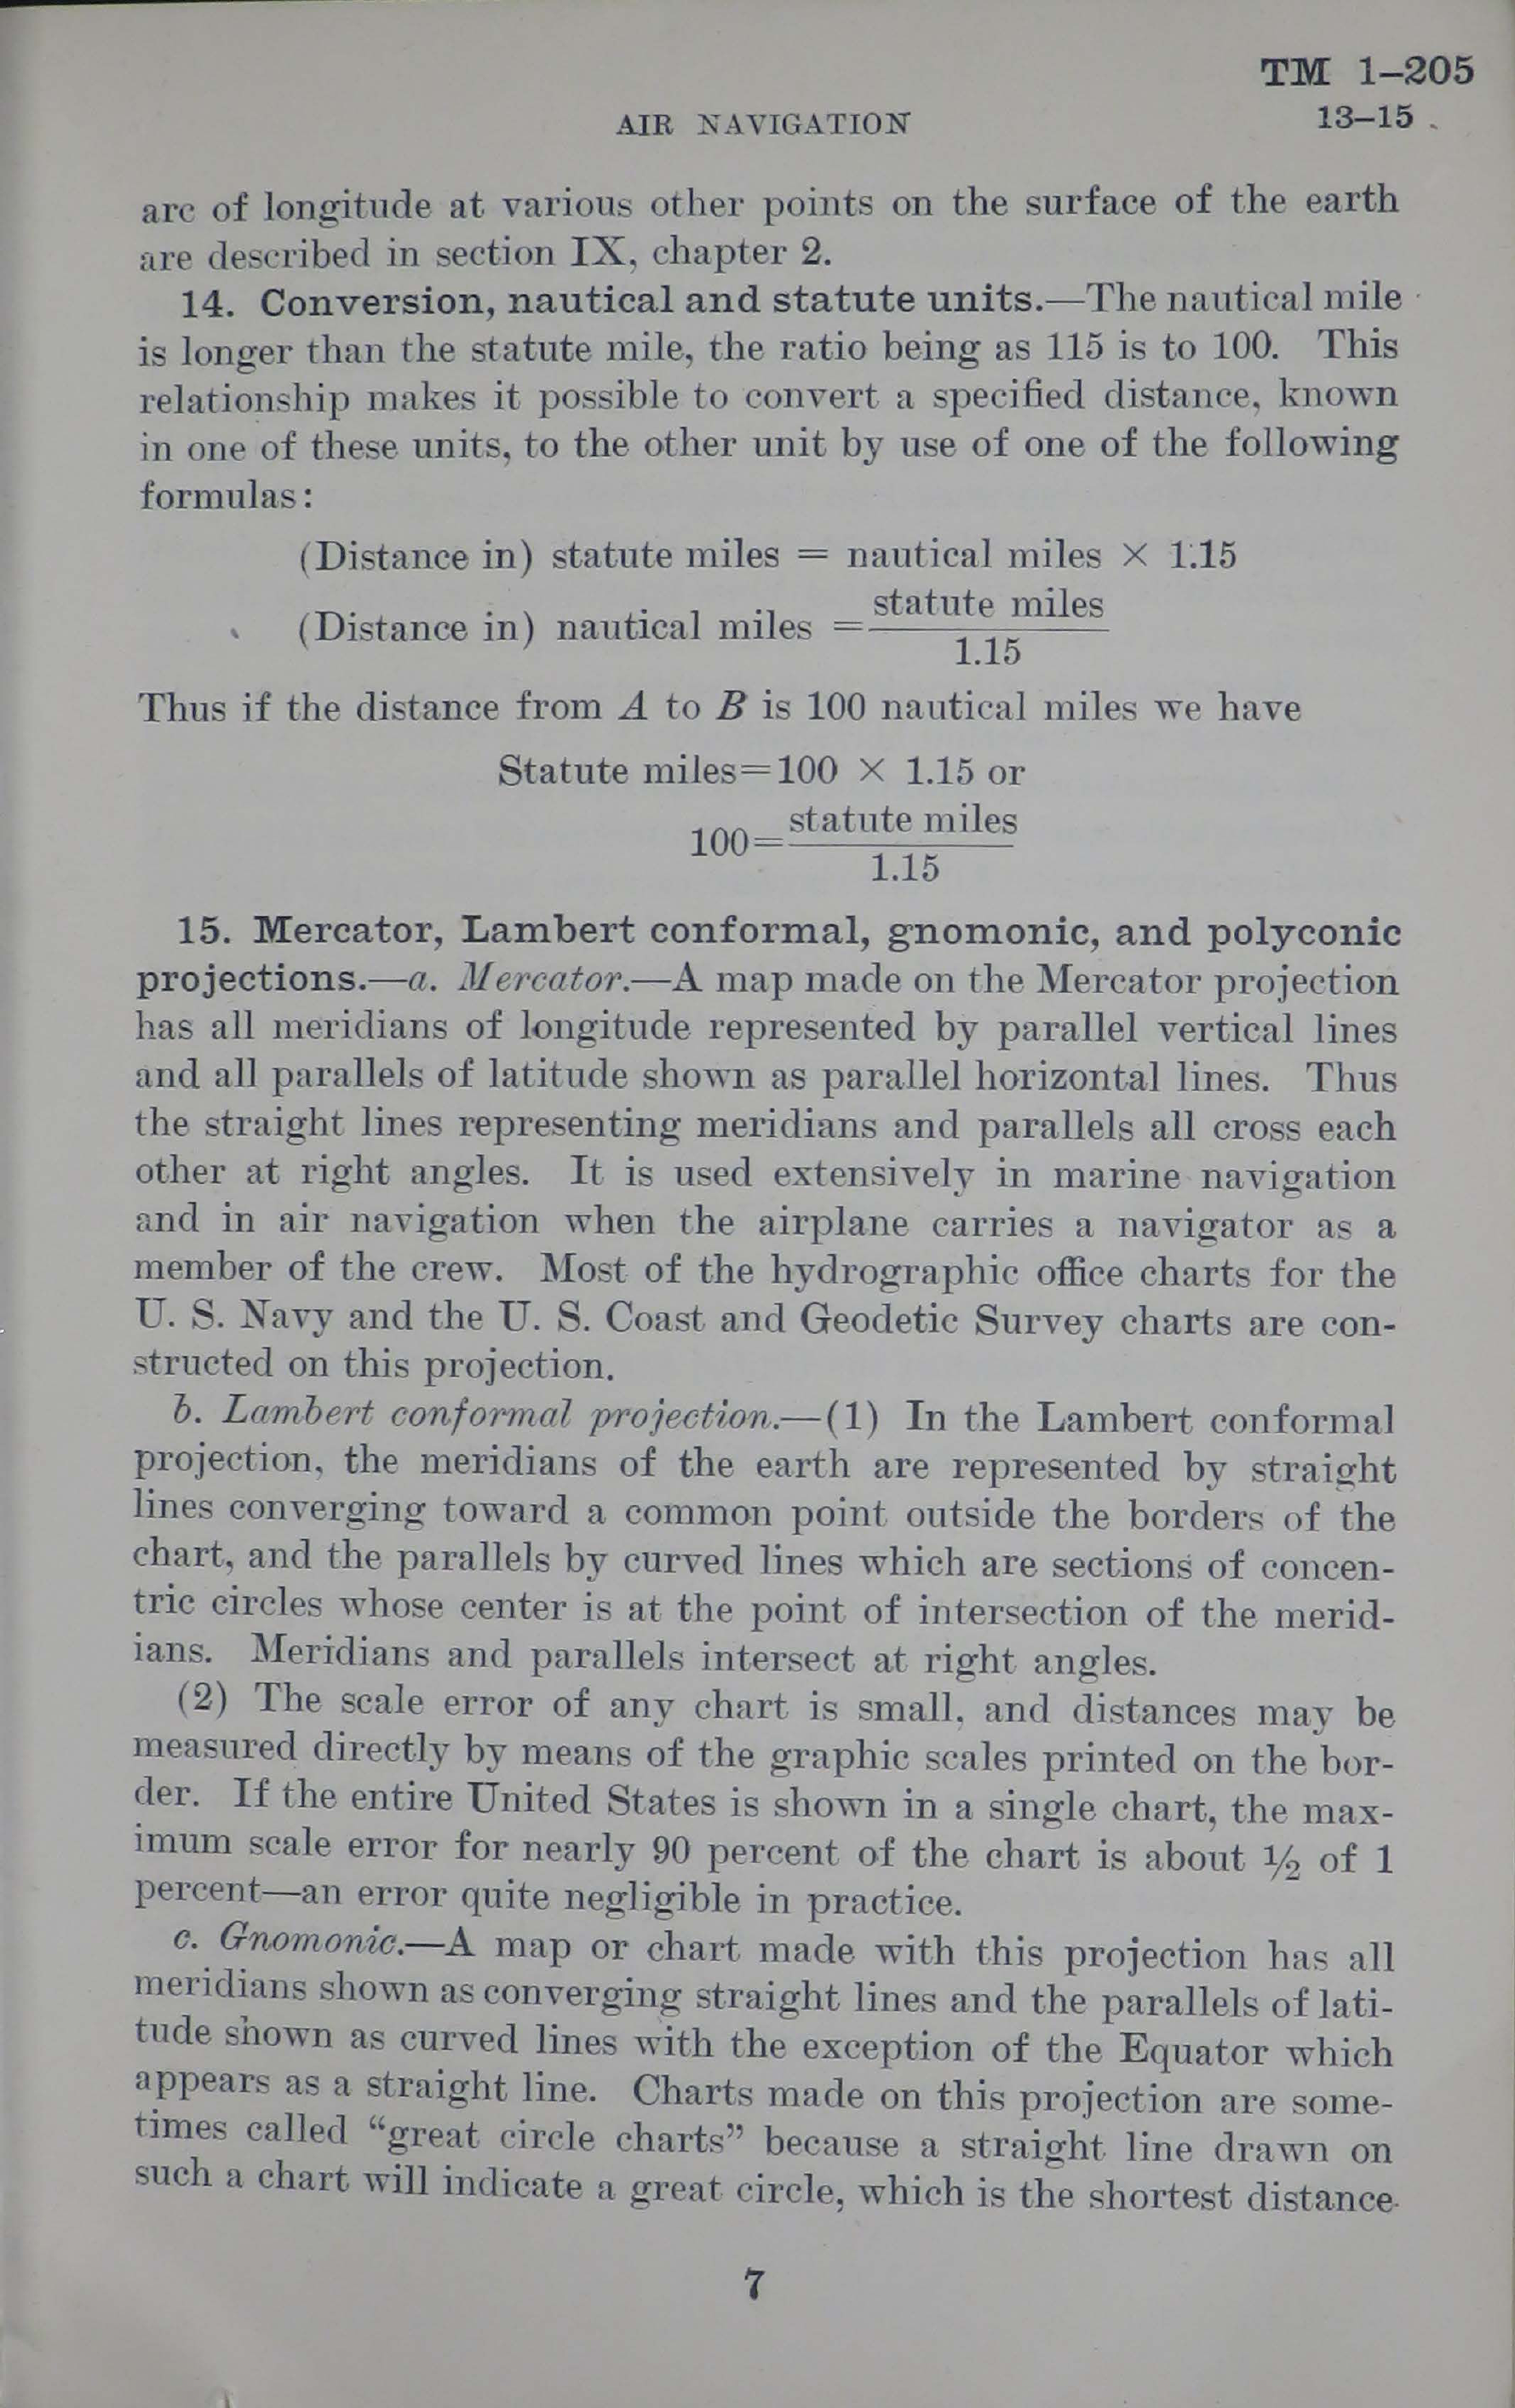 TM 1–205
AIR NAVIGATION 13–15
arc of longitude at various other points on the surface of the earth
are described in section IX, chapter 2.
14. Conversion, nautical and statute units.—The nautical mile
is longer than the statute mile, the ratio being as 115 is to 100. This
relationship makes it possible to convert a specified distance, known
in one of these units, to the other unit by use of one of the following
formulas:
(Distance in) statute miles = nautical miles × 1.15
(Distance in) nautical miles = statute miles
1.15
Thus if the distance from A to B is 100 nautical miles we have
Statute miles=100 × 1.15 or
100= statute miles
1.15
15. Mercator, Lambert conformal, gnomonic, and polyconic
projections.—a. Mercator.—A map made on the Mercator projection
has all meridians of longitude represented by parallel vertical lines
and all parallels of latitude shown as parallel horizontal lines. Thus
the straight lines representing meridians and parallels all cross each
other at right angles. It is used extensively in marine navigation
and in air navigation when the airplane carries a navigator as a
member of the crew. Most of the hydrographic office charts for the
U. S. Navy and the U. S. Coast and Geodetic Survey charts are con-
structed on this projection.
b. Lambert conformal projection.—(1) In the Lambert conformal
projection, the meridians of the earth are represented by straight
lines converging toward a common point outside the borders of the
chart, and the parallels by curved lines which are sections of concen-
tric circles whose center is at the point of intersection of the merid-
ians. Meridians and parallels intersect at right angles.
(2) The scale error of any chart is small, and distances may be
measured directly by means of the graphic scales printed on the bor-
der. If the entire United States is shown in a single chart, the max-
imum scale error for nearly 90 percent of the chart is about ½ of 1
percent—an error quite negligible in practice.
c. Gnomonic.—A map or chart made with this projection has all
meridians shown as converging straight lines and the parallels of lati-
tude shown as curved lines with the exception of the Equator which
appears as a straight line. Charts made on this projection are some-
times called "great circle charts" because a straight line drawn on
such a chart will indicate a great circle, which is the shortest distance
7